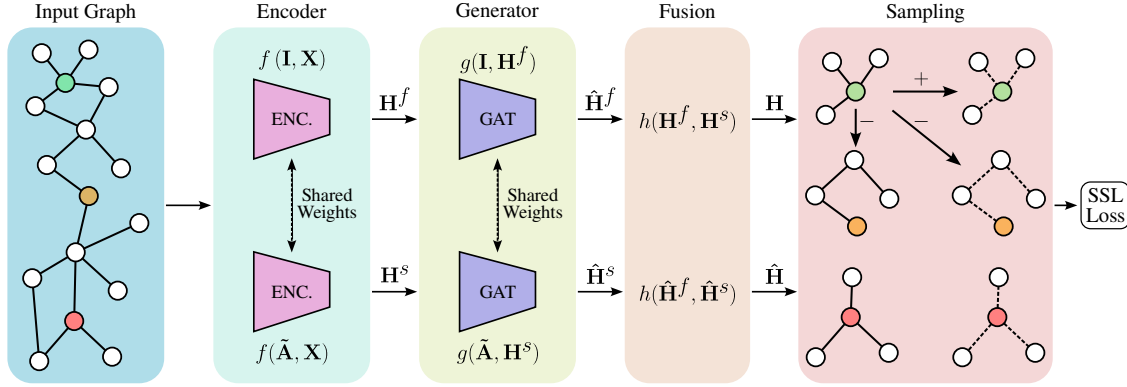 Input Graph
Encoder
Generator
Fusion
Sampling
f(I, X)
ENC.
H^f
g(I, H^f)
GAT
Ĥ^f
h(H^f, H^s)
H
+
−
−
Shared
Weights
Shared
Weights
SSL
Loss
ENC.
f(Ã, X)
H^s
GAT
g(Ã, H^s)
Ĥ^s
h(Ĥ^f, Ĥ^s)
Ĥ